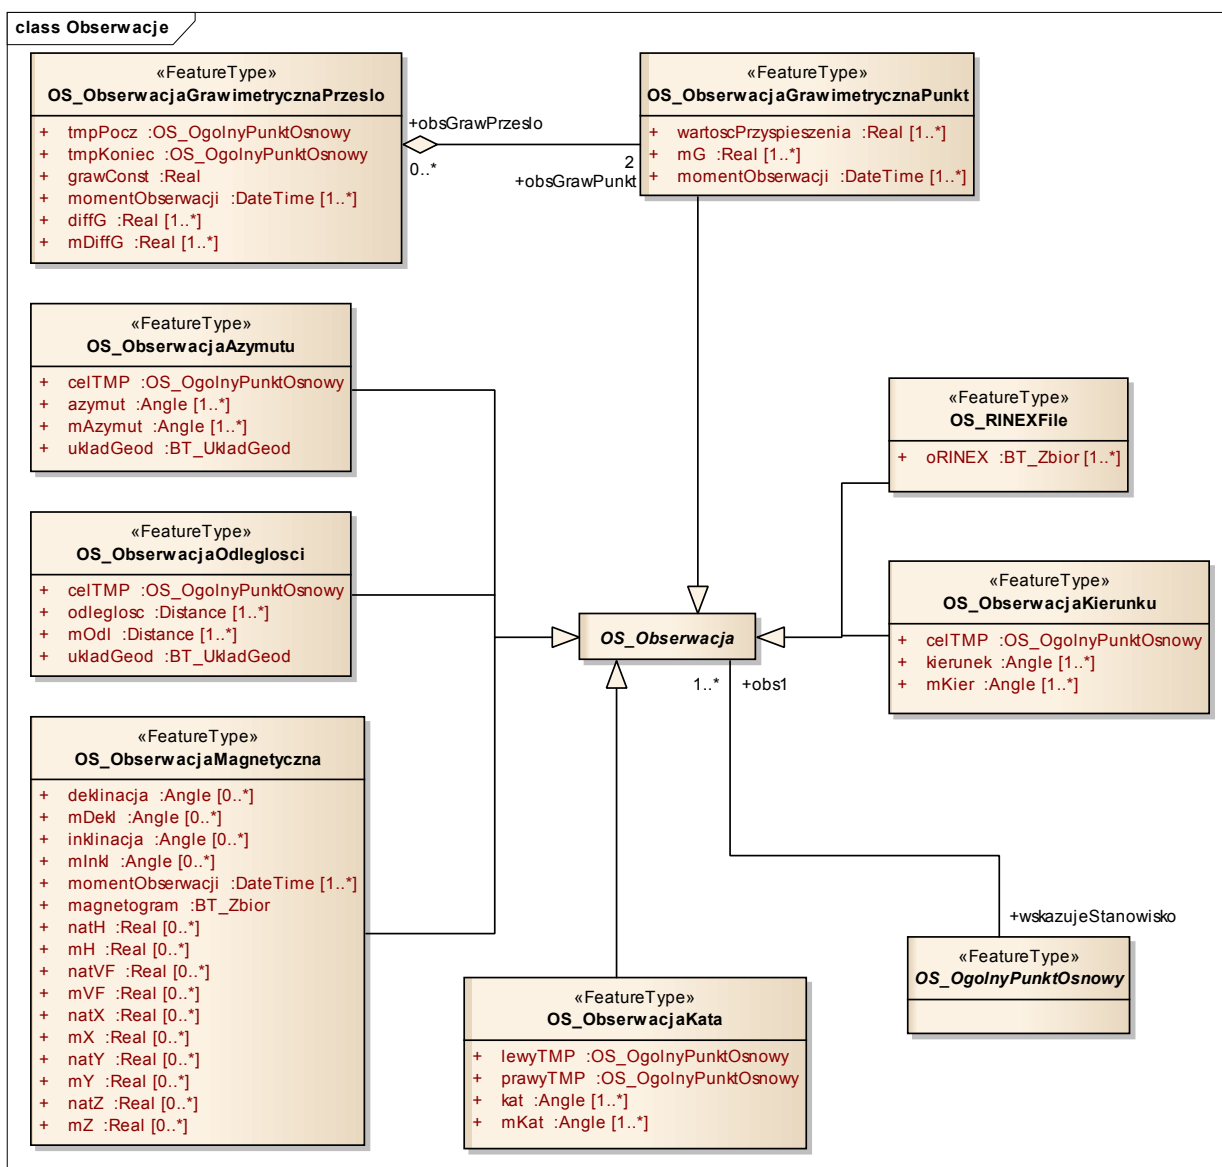 class Obserwacje
«FeatureType»
OS_ObserwacjaGrawimetrycznaPrzeslo
+ tmpPocz :OS_OgolnyPunktOsnowy
+ tmpKoniec :OS_OgolnyPunktOsnowy
+ grawConst :Real
+ momentObserwacji :DateTime [1..*]
+ diffG :Real [1..*]
+ mDiffG :Real [1..*]
+obsGrawPrzeslo
0..*
2
+obsGrawPunkt
«FeatureType»
OS_ObserwacjaGrawimetrycznaPunkt
+ wartoscPrzyspieszenia :Real [1..*]
+ mG :Real [1..*]
+ momentObserwacji :DateTime [1..*]
«FeatureType»
OS_ObserwacjaAzymutu
+ celTMP :OS_OgolnyPunktOsnowy
+ azymut :Angle [1..*]
+ mAzymut :Angle [1..*]
+ ukladGeod :BT_UkladGeod
«FeatureType»
OS_RINEXFile
+ oRINEX :BT_Zbior [1..*]
«FeatureType»
OS_ObserwacjaOdleglosci
+ celTMP :OS_OgolnyPunktOsnowy
+ odleglosc :Distance [1..*]
+ mOdl :Distance [1..*]
+ ukladGeod :BT_UkladGeod
«FeatureType»
OS_ObserwacjaKierunku
+ celTMP :OS_OgolnyPunktOsnowy
+ kierunek :Angle [1..*]
+ mKier :Angle [1..*]
OS_Obserwacja
1..*
+obs1
«FeatureType»
OS_ObserwacjaMagnetyczna
+ deklinacja :Angle [0..*]
+ mDekl :Angle [0..*]
+ inklinacja :Angle [0..*]
+ mInkl :Angle [0..*]
+ momentObserwacji :DateTime [1..*]
+ magnetogram :BT_Zbior
+ natH :Real [0..*]
+ mH :Real [0..*]
+ natVF :Real [0..*]
+ mVF :Real [0..*]
+ natX :Real [0..*]
+ mX :Real [0..*]
+ natY :Real [0..*]
+ mY :Real [0..*]
+ natZ :Real [0..*]
+ mZ :Real [0..*]
+wskazujeStanowisko
«FeatureType»
OS_OgolnyPunktOsnowy
«FeatureType»
OS_ObserwacjaKata
+ lewyTMP :OS_OgolnyPunktOsnowy
+ prawyTMP :OS_OgolnyPunktOsnowy
+ kat :Angle [1..*]
+ mKat :Angle [1..*]